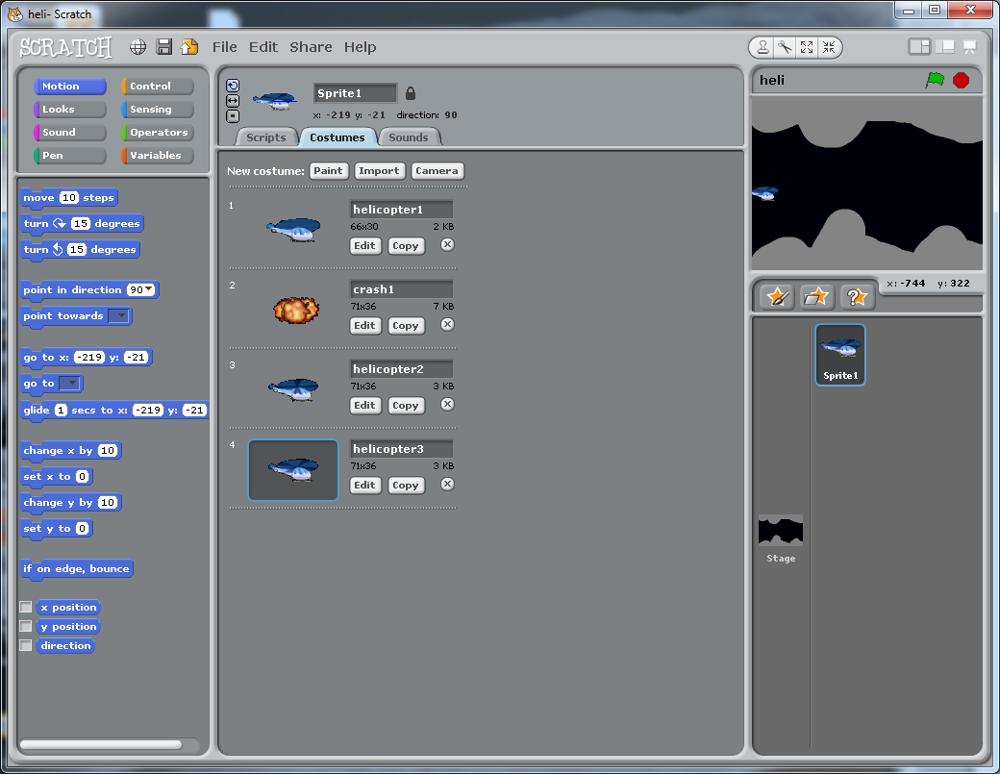 heli- Scratch
SCRATCH File Edit Share Help
Motion Control
Looks Sensing
Sound Operators
Pen Variables
move 10 steps
turn 15 degrees
turn 15 degrees
point in direction 90
point towards
go to x: -219 y: -21
go to
glide 1 secs to x: -219 y: -21
change x by 10
set x to 0
change y by 10
set y to 0
if on edge, bounce
x position
y position
direction
Sprite1
x: -219 y: -21 direction: 90
Scripts Costumes Sounds
New costume: Paint Import Camera
1 helicopter1
66x30 2 KB
Edit Copy
2 crash1
71x36 7 KB
Edit Copy
3 helicopter2
71x36 3 KB
Edit Copy
4 helicopter3
71x36 3 KB
Edit Copy
heli
x: -744 y: 322
Sprite1
Stage